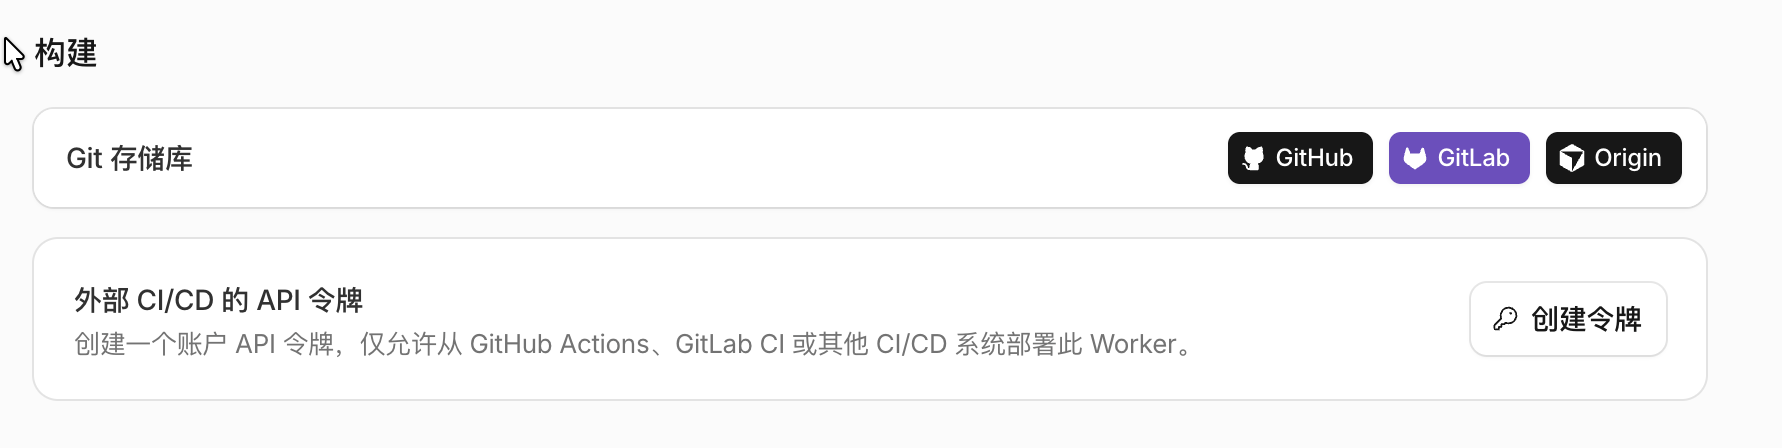 构建
Git 存储库
GitHub
GitLab
Origin
外部 CI/CD 的 API 令牌
创建一个账户 API 令牌，仅允许从 GitHub Actions、GitLab CI 或其他 CI/CD 系统部署此 Worker。
创建令牌